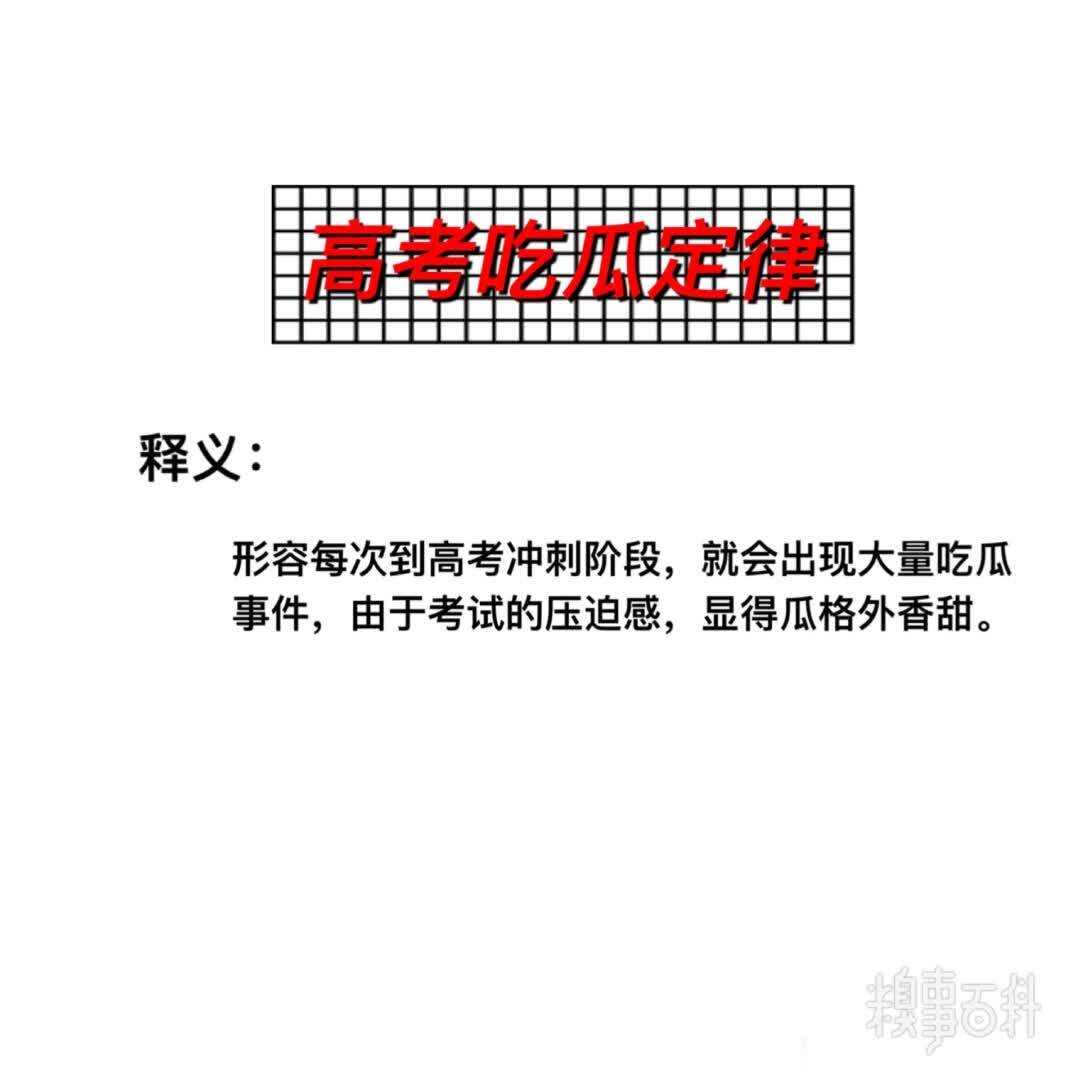 高考吃瓜定律
释义：
形容每次到高考冲刺阶段，就会出现大量吃瓜
事件，由于考试的压迫感，显得瓜格外香甜。
糗事百科